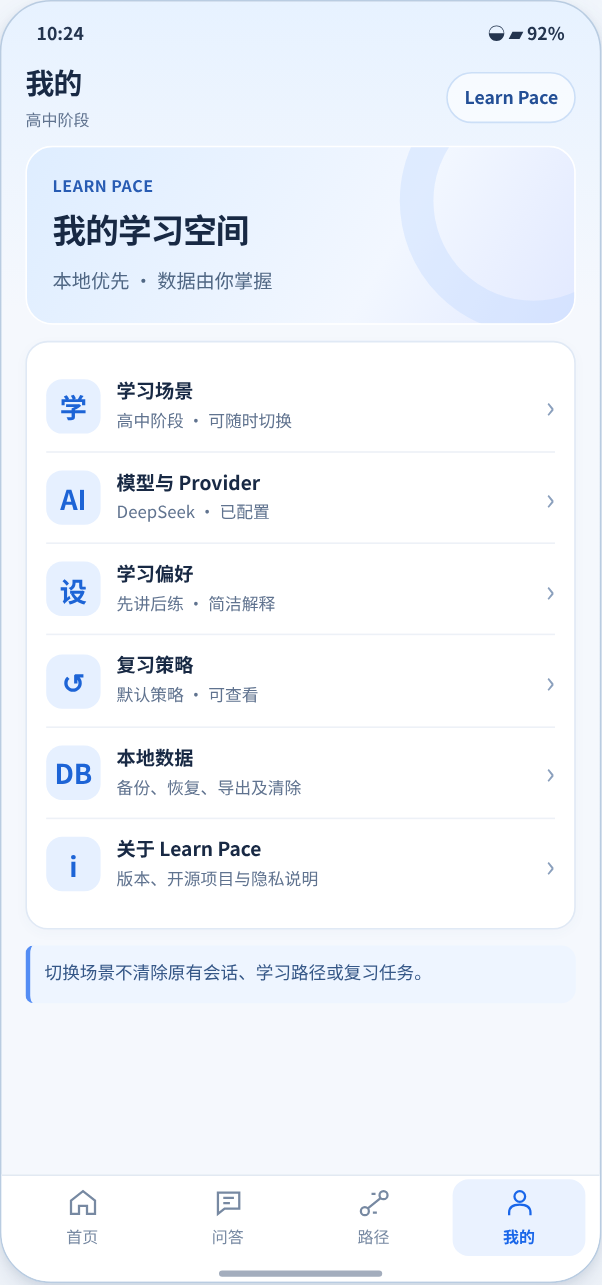 10:24
92%
我的
高中阶段
Learn Pace
LEARN PACE
我的学习空间
本地优先 · 数据由你掌握
学
学习场景
高中阶段 · 可随时切换
AI
模型与 Provider
DeepSeek · 已配置
设
学习偏好
先讲后练 · 简洁解释
↺
复习策略
默认策略 · 可查看
DB
本地数据
备份、恢复、导出及清除
i
关于 Learn Pace
版本、开源项目与隐私说明
切换场景不清除原有会话、学习路径或复习任务。
首页
问答
路径
我的